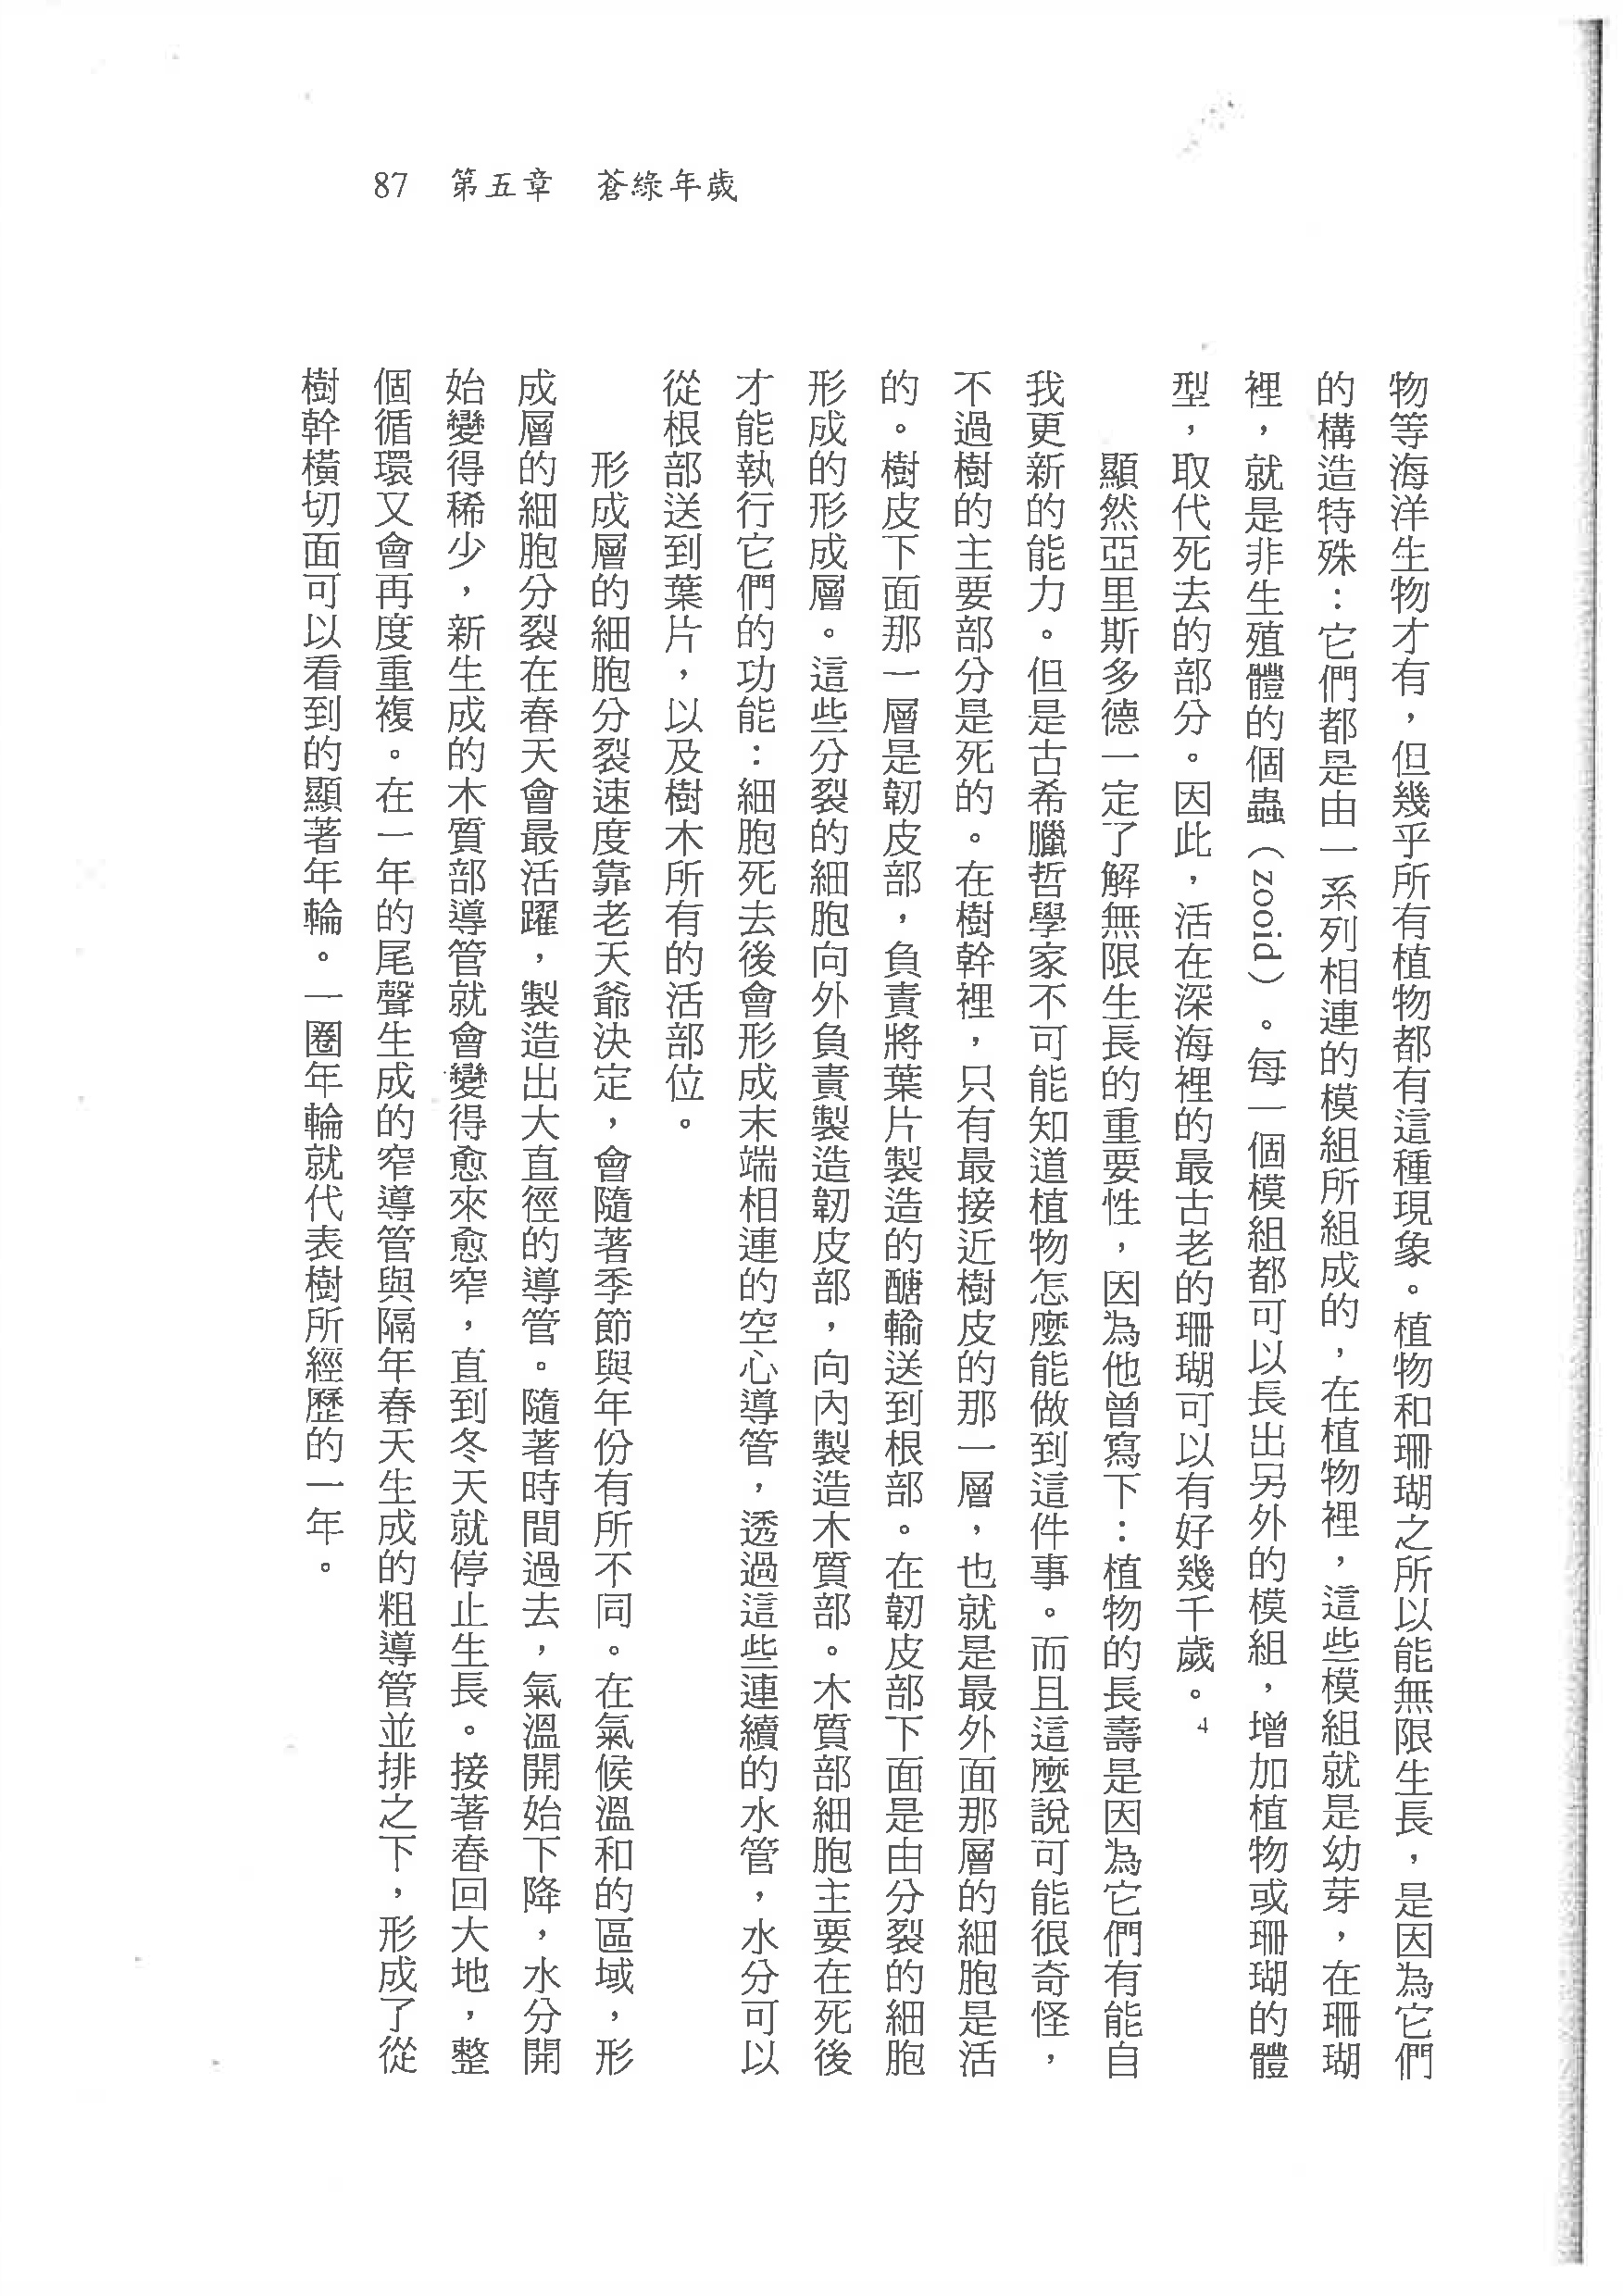 87　第五章　蒼綠年歲
物等海洋生物才有，但幾乎所有植物都有這種現象。植物和珊瑚之所以能無限生長，是因為它們
的構造特殊：它們都是由一系列相連的模組所組成的，在植物裡，這些模組就是幼芽，在珊瑚
裡，就是非生殖體的個蟲（zooid）。每一個模組都可以長出另外的模組，增加植物或珊瑚的體
型，取代死去的部分。因此，活在深海裡的最古老的珊瑚可以有好幾千歲。4
顯然亞里斯多德一定了解無限生長的重要性，因為他曾寫下：植物的長壽是因為它們有能自
我更新的能力。但是古希臘哲學家不可能知道植物怎麼能做到這件事。而且這麼說可能很奇怪，
不過樹的主要部分是死的。在樹幹裡，只有最接近樹皮的那一層，也就是最外面那層的細胞是活
的。樹皮下面那一層是韌皮部，負責將葉片製造的醣輸送到根部。在韌皮部下面是由分裂的細胞
形成的形成層。這些分裂的細胞向外負責製造韌皮部，向內製造木質部。木質部細胞主要在死後
才能執行它們的功能：細胞死去後會形成末端相連的空心導管，透過這些連續的水管，水分可以
從根部送到葉片，以及樹木所有的活部位。
形成層的細胞分裂速度靠老天爺決定，會隨著季節與年份有所不同。在氣候溫和的區域，形
成層的細胞分裂在春天會最活躍，製造出大直徑的導管。隨著時間過去，氣溫開始下降，水分開
始變得稀少，新生成的木質部導管就會變得愈來愈窄，直到冬天就停止生長。接著春回大地，整
個循環又會再度重複。在一年的尾聲生成的窄導管與隔年春天生成的粗導管並排之下，形成了從
樹幹橫切面可以看到的顯著年輪。一圈年輪就代表樹所經歷的一年。